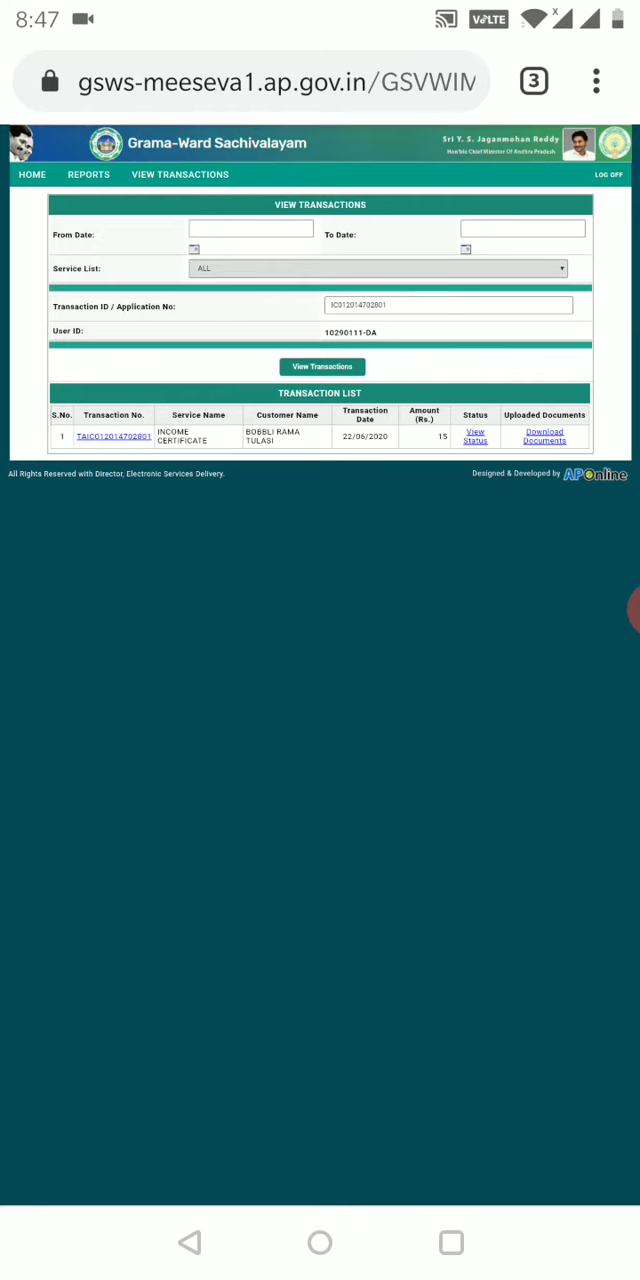 8:47 VoLTE x
gsws-meeseva1.ap.gov.in/GSVWIM 3
Grama-Ward Sachivalayam
Sri Y. S. Jaganmohan Reddy
Hon'ble Chief Minister Of Andhra Pradesh
HOME REPORTS VIEW TRANSACTIONS LOG OFF
VIEW TRANSACTIONS
From Date: To Date:
Service List: ALL
Transaction ID / Application No: IC012014702801
User ID: 10290111-DA
View Transactions
TRANSACTION LIST
S.No. Transaction No. Service Name Customer Name Transaction Date Amount (Rs.) Status Uploaded Documents
1 TAIC012014702801 INCOME CERTIFICATE BOBBLI RAMA TULASI 22/06/2020 15 View Status Download Documents
All Rights Reserved with Director, Electronic Services Delivery. Designed & Developed by APOnline